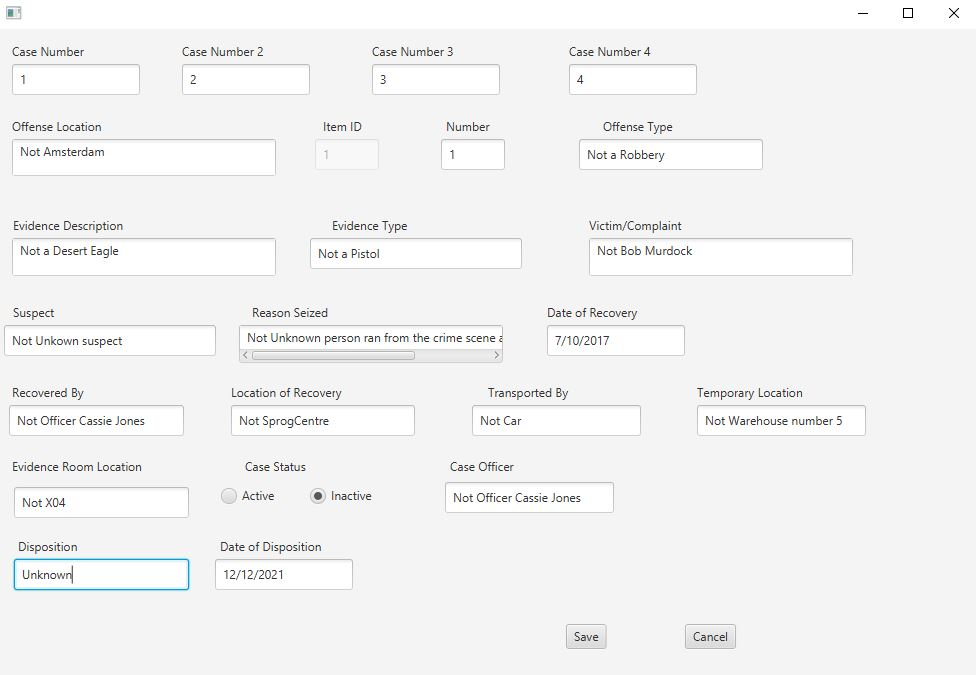 Case Number Case Number 2 Case Number 3 Case Number 4
1 2 3 4
Offense Location Item ID Number Offense Type
Not Amsterdam 1 1 Not a Robbery
Evidence Description Evidence Type Victim/Complaint
Not a Desert Eagle Not a Pistol Not Bob Murdock
Suspect Reason Seized Date of Recovery
Not Unkown suspect Not Unknown person ran from the crime scene a 7/10/2017
Recovered By Location of Recovery Transported By Temporary Location
Not Officer Cassie Jones Not SprogCentre Not Car Not Warehouse number 5
Evidence Room Location Case Status Case Officer
Not X04 Active Inactive Not Officer Cassie Jones
Disposition Date of Disposition
Unknown 12/12/2021
Save Cancel